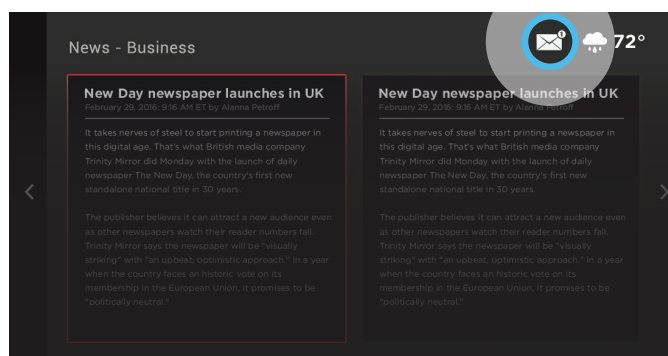 News - Business
1
72°
New Day newspaper launches in UK
February 29, 2016: 9:16 AM ET by Alanna Petroff
It takes nerves of steel to start printing a newspaper in
this digital age. That's what British media company
Trinity Mirror did Monday with the launch of daily
newspaper The New Day, the country's first new
standalone national title in 30 years.
The publisher believes it can attract a new audience even
as other newspapers watch their reader numbers fall.
Trinity Mirror says the newspaper will be "visually
striking" with "an upbeat, optimistic approach." In a year
when the country faces an historic vote on its
membership in the European Union, it promises to be
"politically neutral."
New Day newspaper launches in UK
February 29, 2016: 9:16 AM ET by Alanna Petroff
It takes nerves of steel to start printing a newspaper in
this digital age. That's what British media company
Trinity Mirror did Monday with the launch of daily
newspaper The New Day, the country's first new
standalone national title in 30 years.
The publisher believes it can attract a new audience even
as other newspapers watch their reader numbers fall.
Trinity Mirror says the newspaper will be "visually
striking" with "an upbeat, optimistic approach." In a year
when the country faces an historic vote on its
membership in the European Union, it promises to be
"politically neutral."